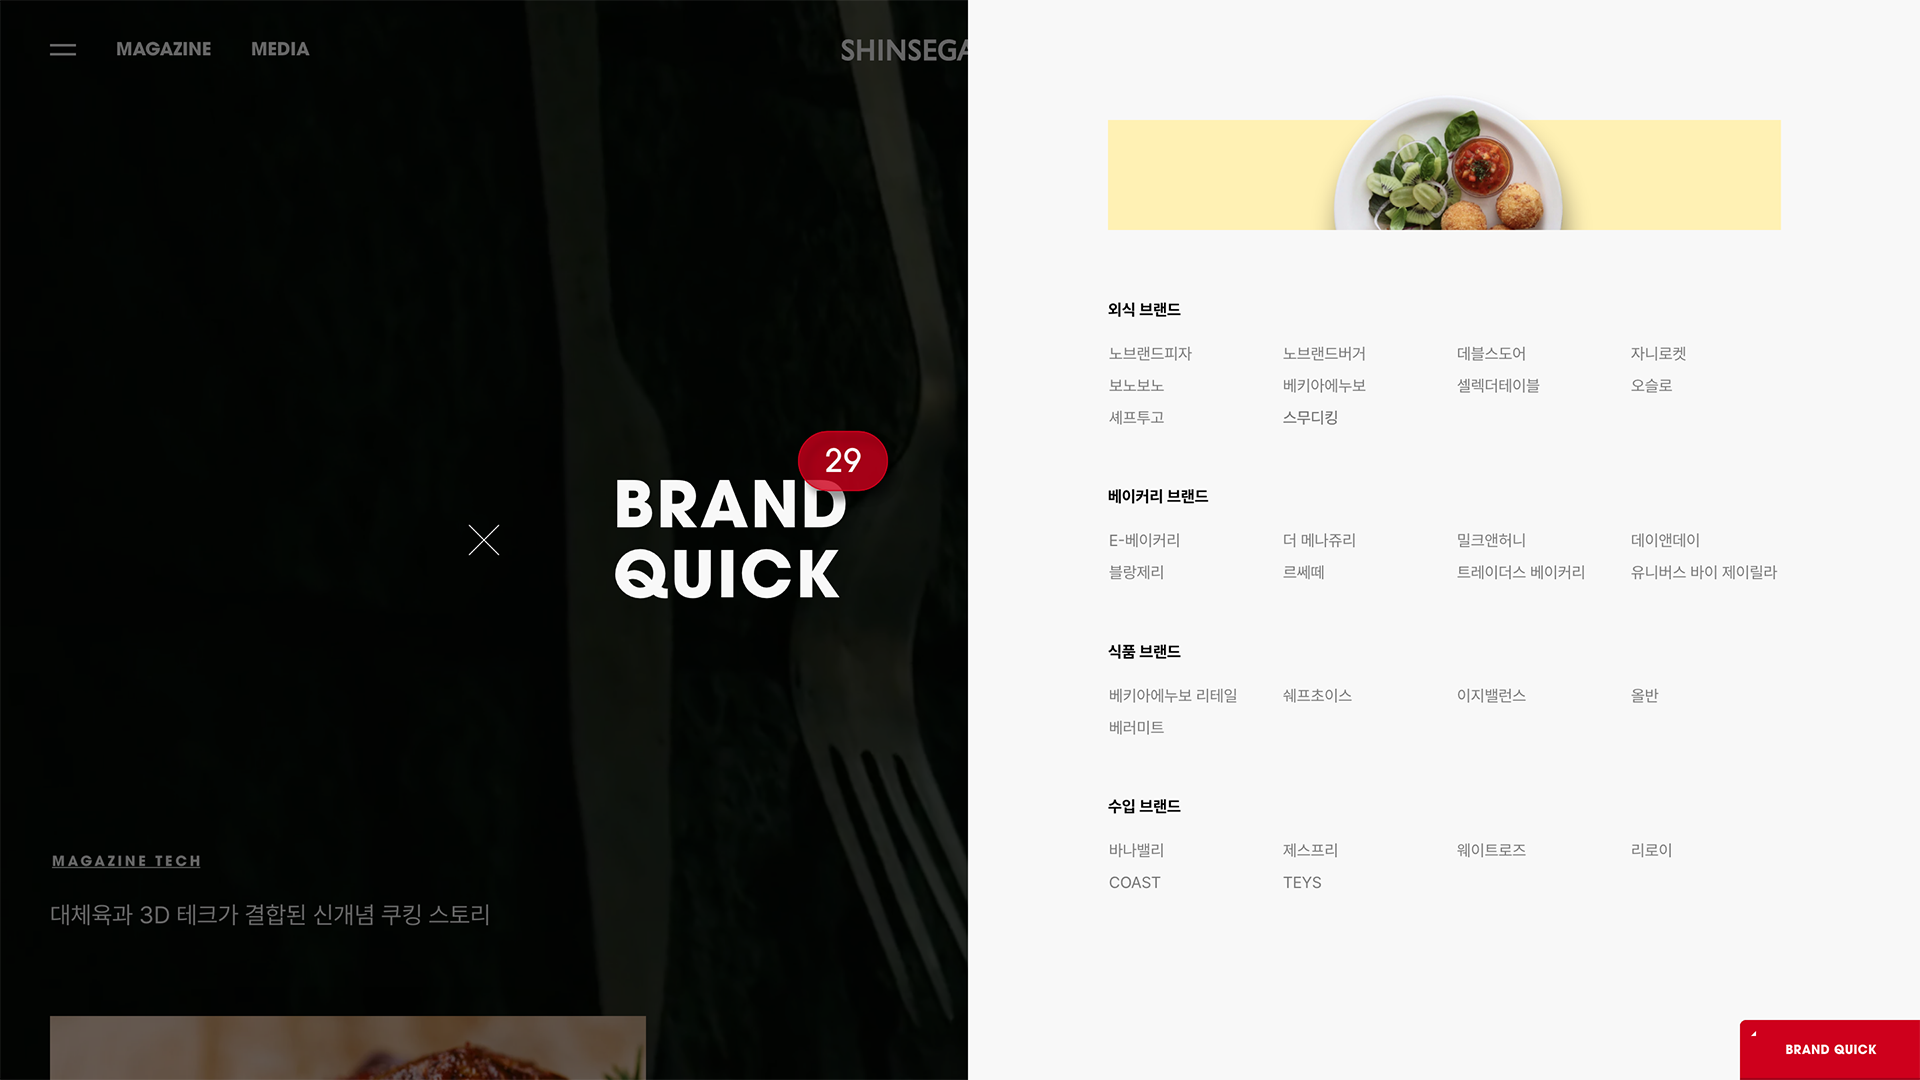 MAGAZINE MEDIA SHINSEGA
29
BRAND
QUICK
MAGAZINE TECH
대체육과 3D 테크가 결합된 신개념 쿠킹 스토리
외식 브랜드
노브랜드피자 노브랜드버거 데블스도어 자니로켓
보노보노 베키아에누보 셀렉더테이블 오슬로
셰프투고 스무디킹
베이커리 브랜드
E-베이커리 더 메나쥬리 밀크앤허니 데이앤데이
블랑제리 르쎄떼 트레이더스 베이커리 유니버스 바이 제이릴라
식품 브랜드
베키아에누보 리테일 쉐프초이스 이지밸런스 올반
베러미트
수입 브랜드
바나밸리 제스프리 웨이트로즈 리로이
COAST TEYS
BRAND QUICK